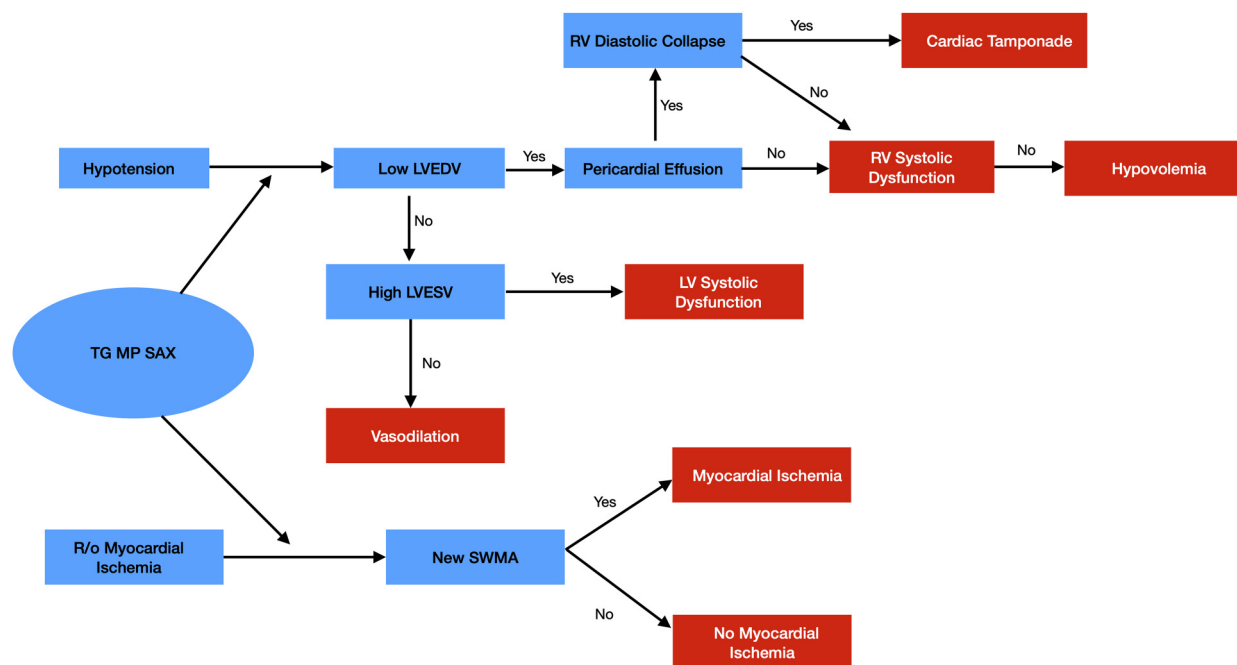 RV Diastolic Collapse
Yes
Cardiac Tamponade
No
Yes
Hypotension
Low LVEDV
Yes
Pericardial Effusion
No
RV Systolic
Dysfunction
No
Hypovolemia
No
High LVESV
Yes
LV Systolic
Dysfunction
TG MP SAX
No
Vasodilation
Myocardial Ischemia
Yes
R/o Myocardial
Ischemia
New SWMA
No
No Myocardial
Ischemia